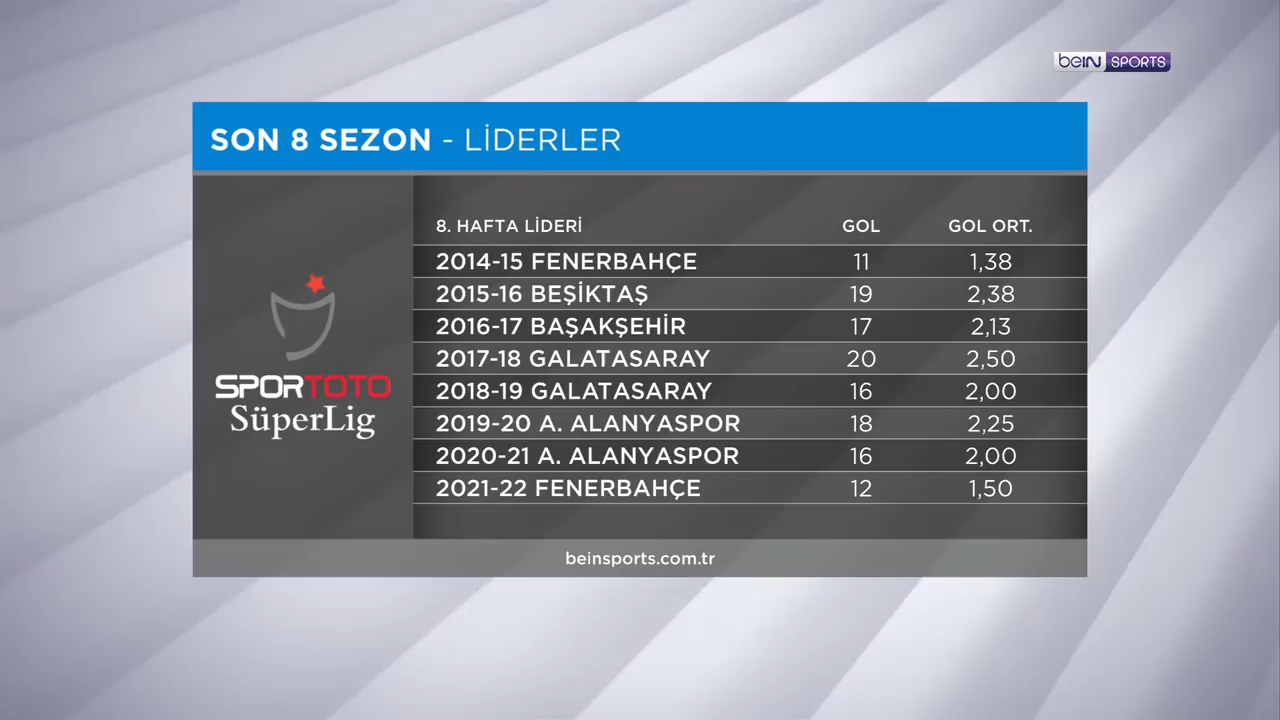 beIN SPORTS
SON 8 SEZON - LİDERLER
8. HAFTA LİDERİ GOL GOL ORT.
2014-15 FENERBAHÇE 11 1,38
2015-16 BEŞİKTAŞ 19 2,38
2016-17 BAŞAKŞEHİR 17 2,13
2017-18 GALATASARAY 20 2,50
2018-19 GALATASARAY 16 2,00
2019-20 A. ALANYASPOR 18 2,25
2020-21 A. ALANYASPOR 16 2,00
2021-22 FENERBAHÇE 12 1,50
SPORTOTO
SüperLig
beinsports.com.tr